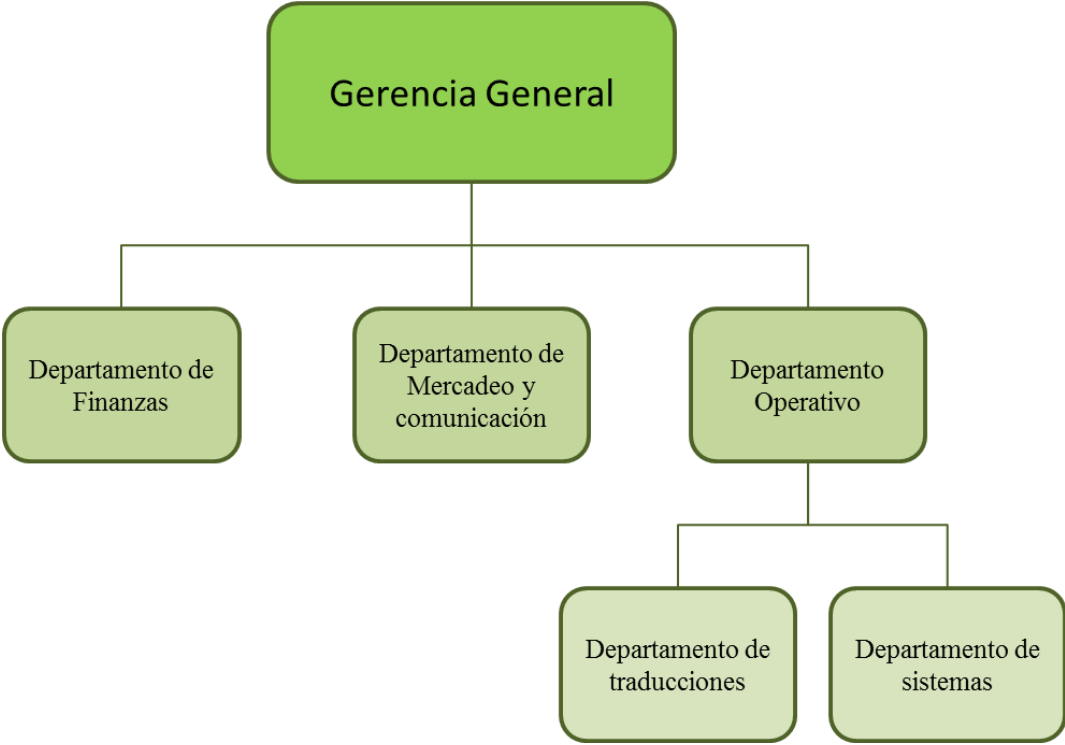 Gerencia General
Departamento de
Finanzas
Departamento de
Mercadeo y
comunicación
Departamento
Operativo
Departamento de
traducciones
Departamento de
sistemas